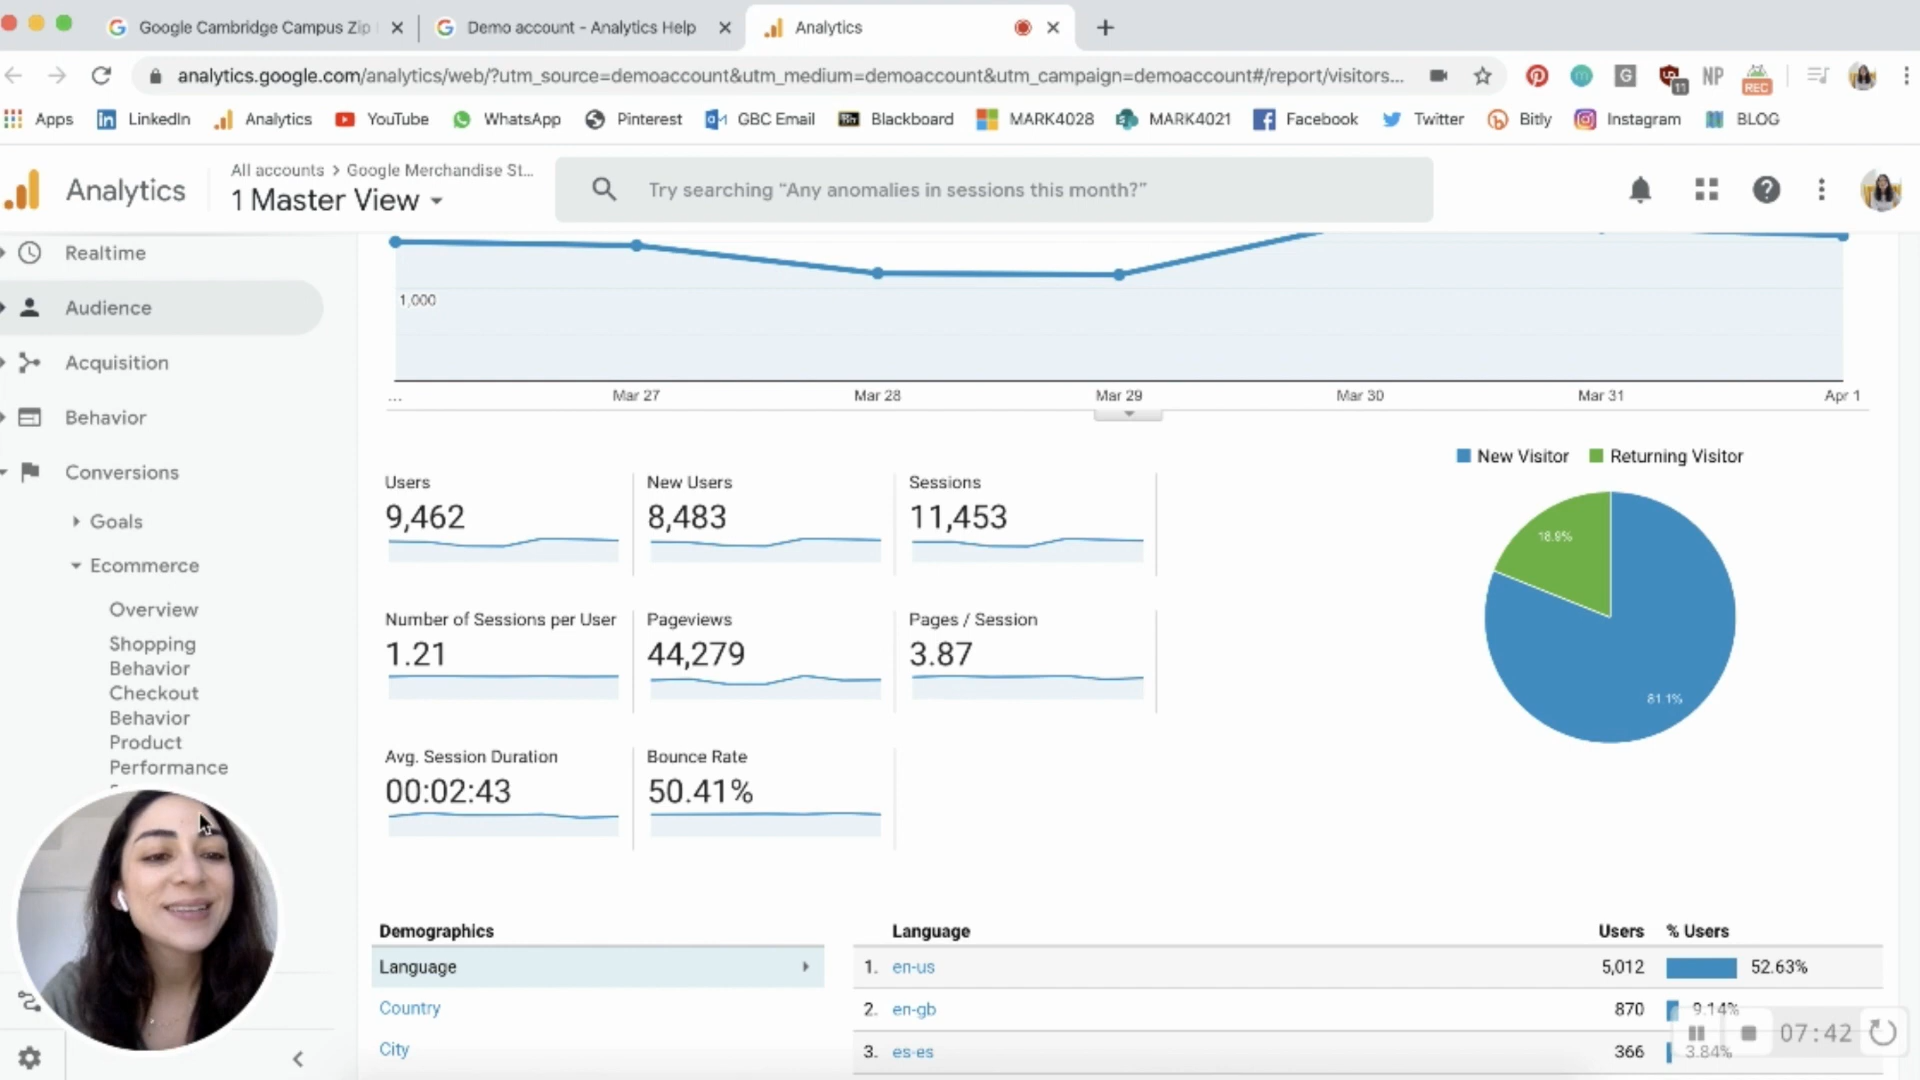 Google Cambridge Campus Zip
Demo account - Analytics Help
Analytics
analytics.google.com/analytics/web/?utm_source=demoaccount&utm_medium=demoaccount&utm_campaign=demoaccount#/report/visitors...
G
11
NP
REC
Apps
LinkedIn
Analytics
YouTube
WhatsApp
Pinterest
GBC Email
Blackboard
MARK4028
MARK4021
Facebook
Twitter
Bitly
Instagram
BLOG
Analytics
All accounts > Google Merchandise St...
1 Master View
Try searching “Any anomalies in sessions this month?”
Realtime
Audience
Acquisition
Behavior
Conversions
Goals
Ecommerce
Overview
Shopping
Behavior
Checkout
Behavior
Product
Performance
1,000
...
Mar 27
Mar 28
Mar 29
Mar 30
Mar 31
Apr 1
New Visitor
Returning Visitor
18.9%
81.1%
Users
9,462
New Users
8,483
Sessions
11,453
Number of Sessions per User
1.21
Pageviews
44,279
Pages / Session
3.87
Avg. Session Duration
00:02:43
Bounce Rate
50.41%
Demographics
Language
Country
City
Language Users % Users
1. en-us 5,012 52.63%
2. en-gb 870 9.14%
3. es-es 366 3.84%
07:42